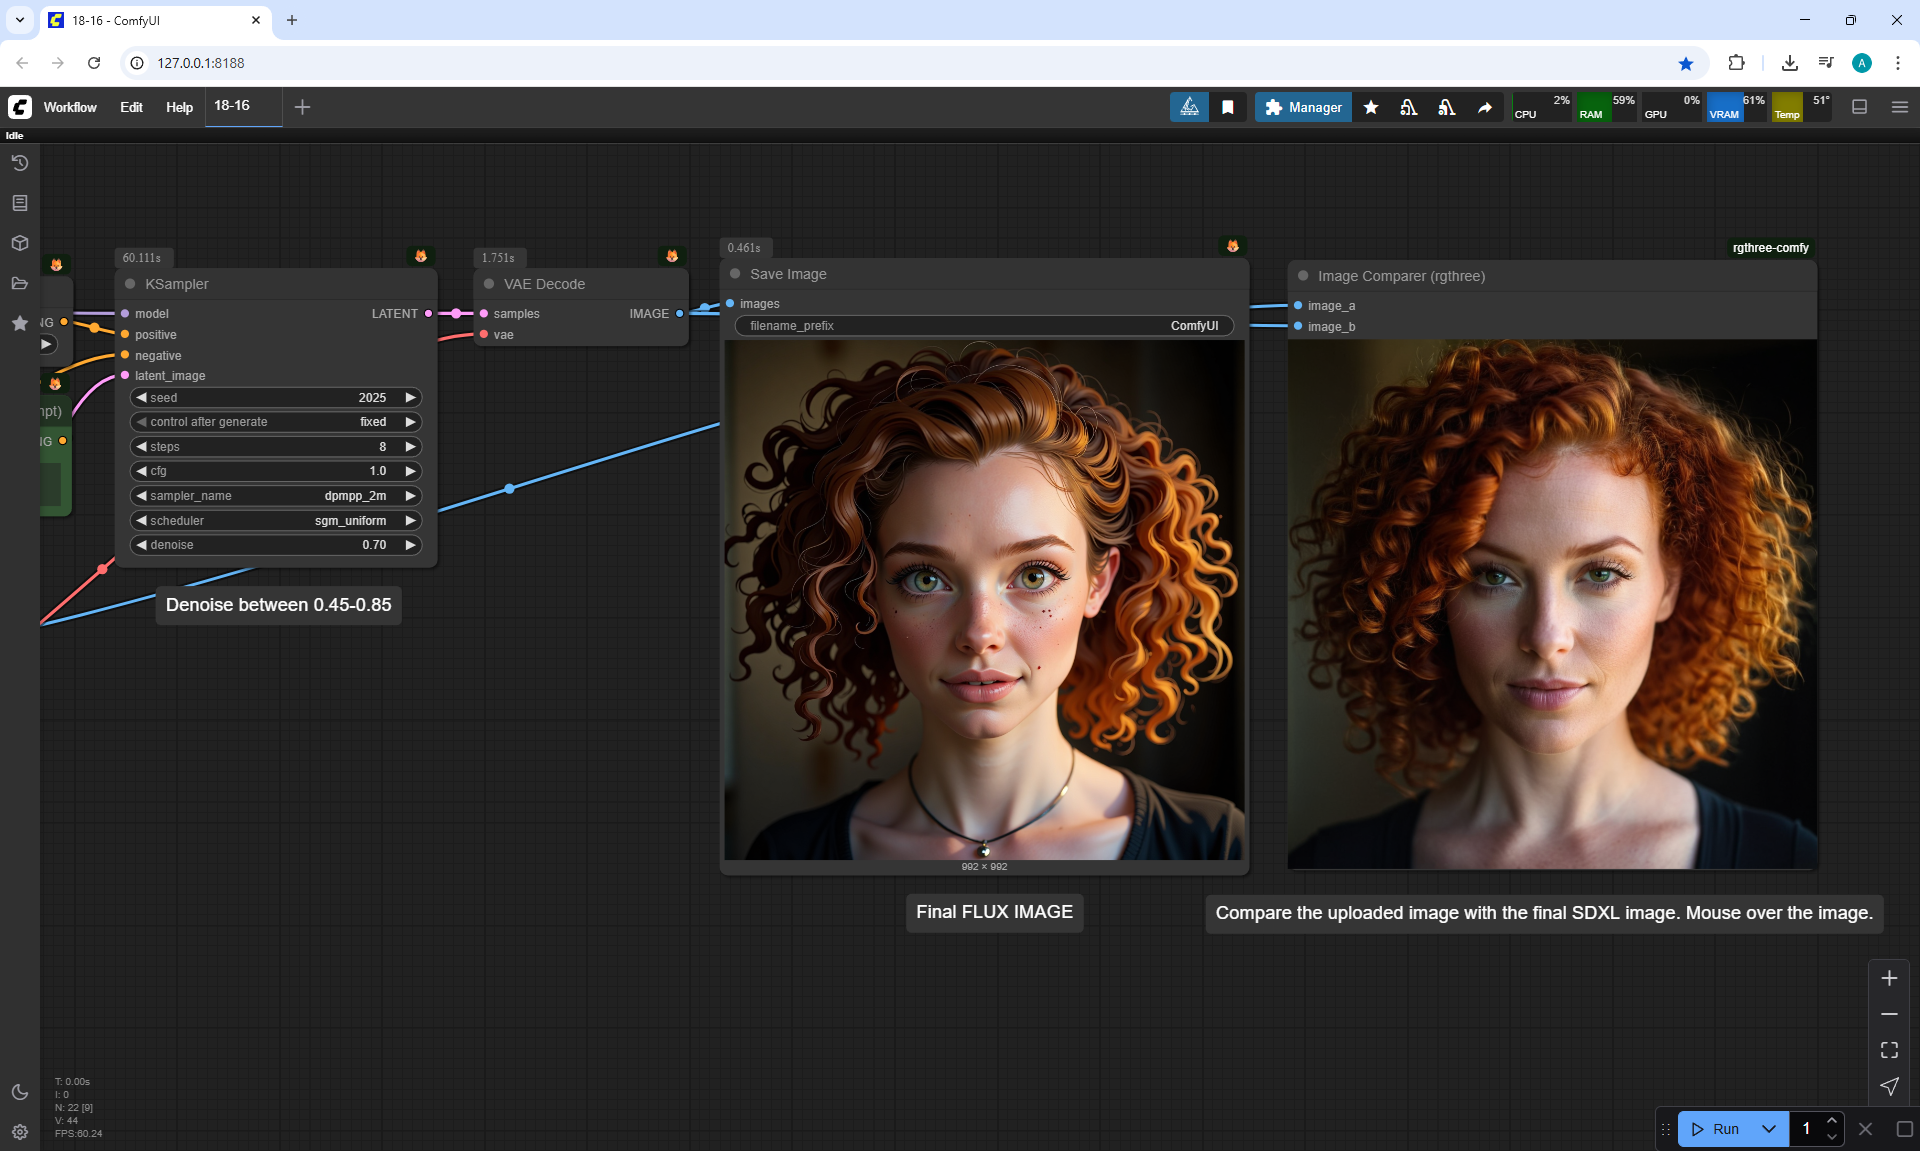 18-16 - ComfyUI
127.0.0.1:8188
A
Workflow Edit Help 18-16
Manager
CPU 2% RAM 59% GPU 0% VRAM 61% Temp 51°
Idle
60.111s
KSampler
model LATENT
positive
negative
latent_image
seed 2025
control after generate fixed
steps 8
cfg 1.0
sampler_name dpmpp_2m
scheduler sgm_uniform
denoise 0.70
Denoise between 0.45-0.85
NG
npt)
NG
1.751s
VAE Decode
samples IMAGE
vae
0.461s
Save Image
images
filename_prefix ComfyUI
992 × 992
Final FLUX IMAGE
rgthree-comfy
Image Comparer (rgthree)
image_a
image_b
Compare the uploaded image with the final SDXL image. Mouse over the image.
T: 0.00s
I: 0
N: 22 [9]
V: 44
FPS:60.24
Run 1